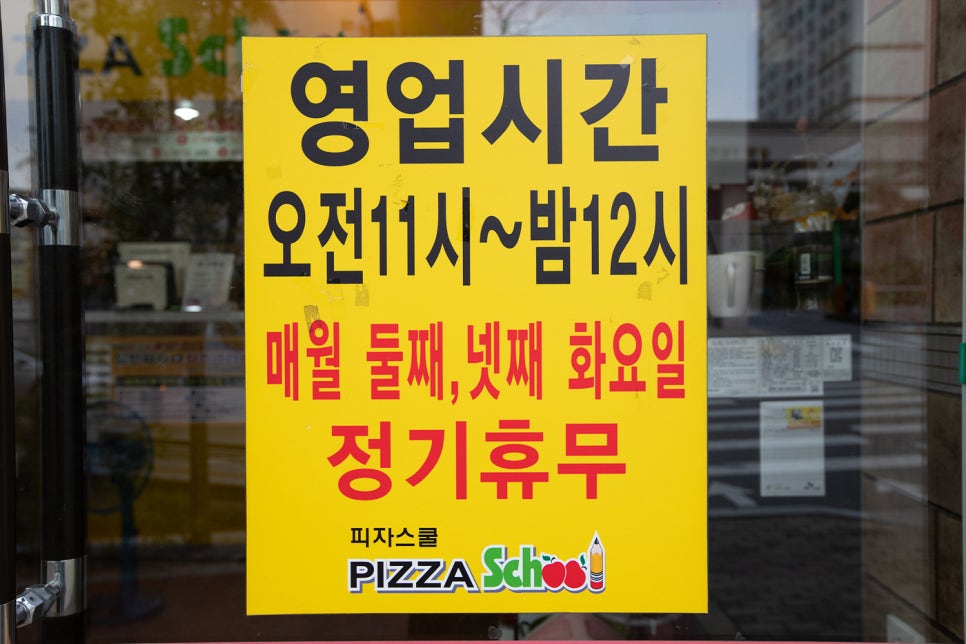 영업시간
오전11시~밤12시
매월 둘째,넷째 화요일
정기휴무
피자스쿨
PIZZA School